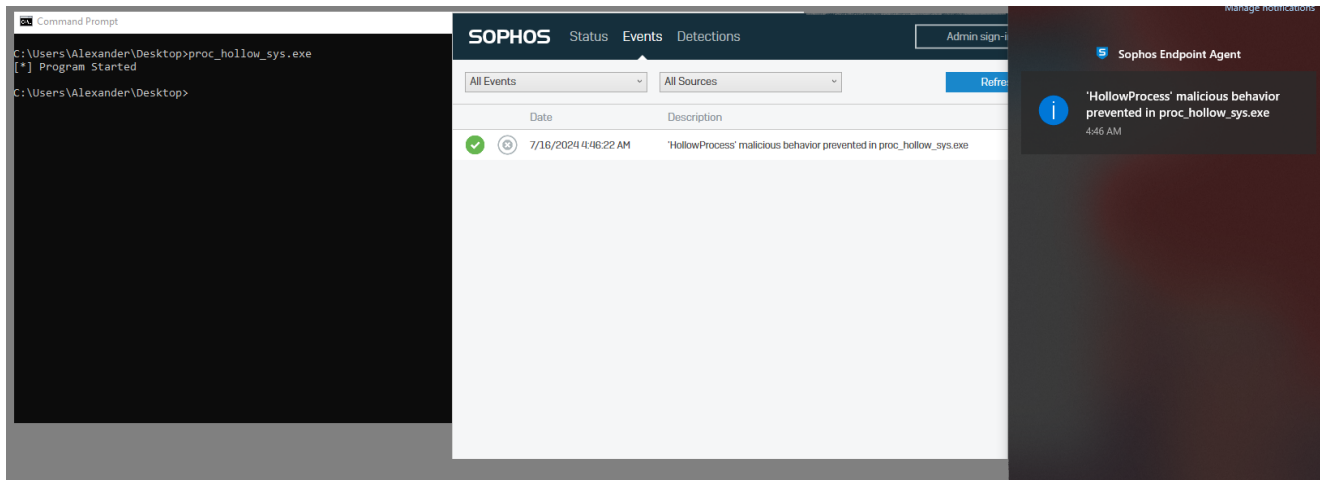 Command Prompt
C:\Users\Alexander\Desktop>proc_hollow_sys.exe
[*] Program Started
C:\Users\Alexander\Desktop>
SOPHOS
Status Events Detections
Admin sign-i
All Events
All Sources
Refre
Date Description
7/16/2024 4:46:22 AM 'HollowProcess' malicious behavior prevented in proc_hollow_sys.exe
Manage notifications
Sophos Endpoint Agent
'HollowProcess' malicious behavior
prevented in proc_hollow_sys.exe
4:46 AM